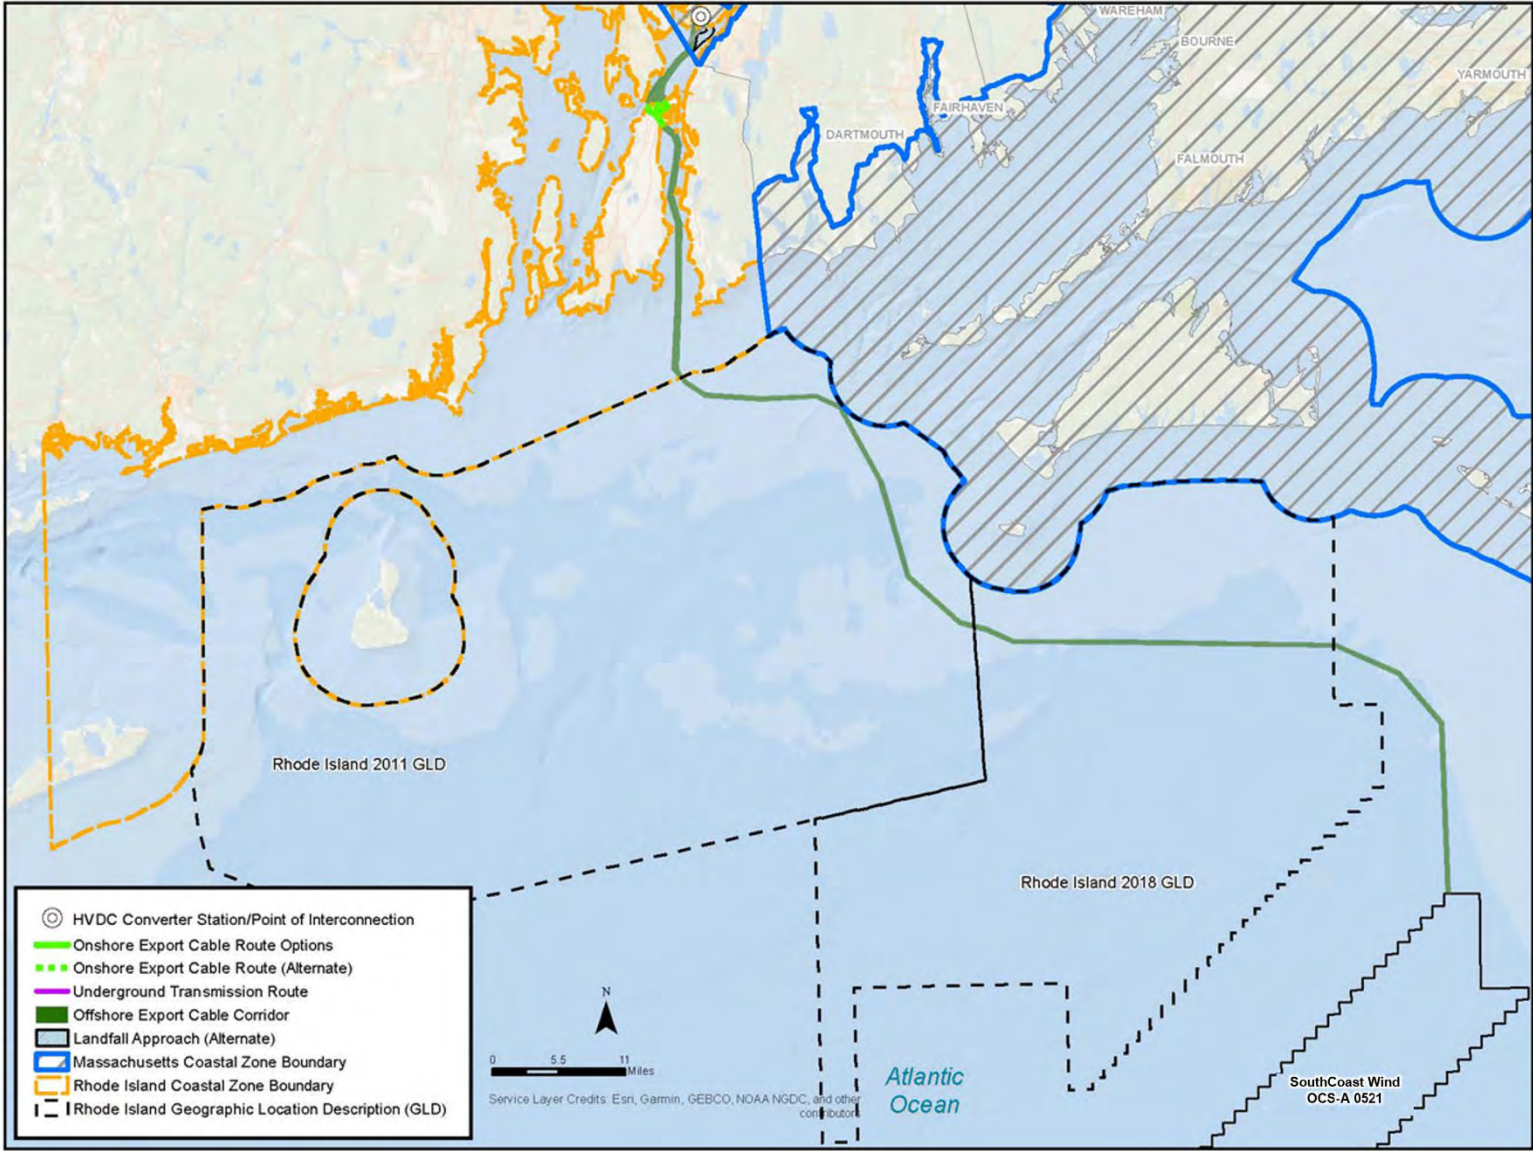 WAREHAM
BOURNE
YARMOUTH
FAIRHAVEN
DARTMOUTH
FALMOUTH
Rhode Island 2011 GLD
Rhode Island 2018 GLD
HVDC Converter Station/Point of Interconnection
Onshore Export Cable Route Options
Onshore Export Cable Route (Alternate)
Underground Transmission Route
Offshore Export Cable Corridor
Landfall Approach (Alternate)
Massachusetts Coastal Zone Boundary
Rhode Island Coastal Zone Boundary
Rhode Island Geographic Location Description (GLD)
N
0 5.5 11
Miles
Service Layer Credits: Esri, Garmin, GEBCO, NOAA NGDC, and other
contributors
Atlantic
Ocean
SouthCoast Wind
OCS-A 0521